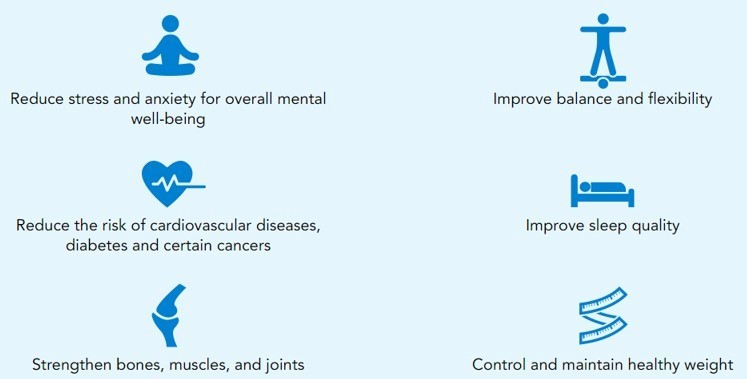 Reduce stress and anxiety for overall mental
well-being
Improve balance and flexibility
Reduce the risk of cardiovascular diseases,
diabetes and certain cancers
Improve sleep quality
Strengthen bones, muscles, and joints
Control and maintain healthy weight